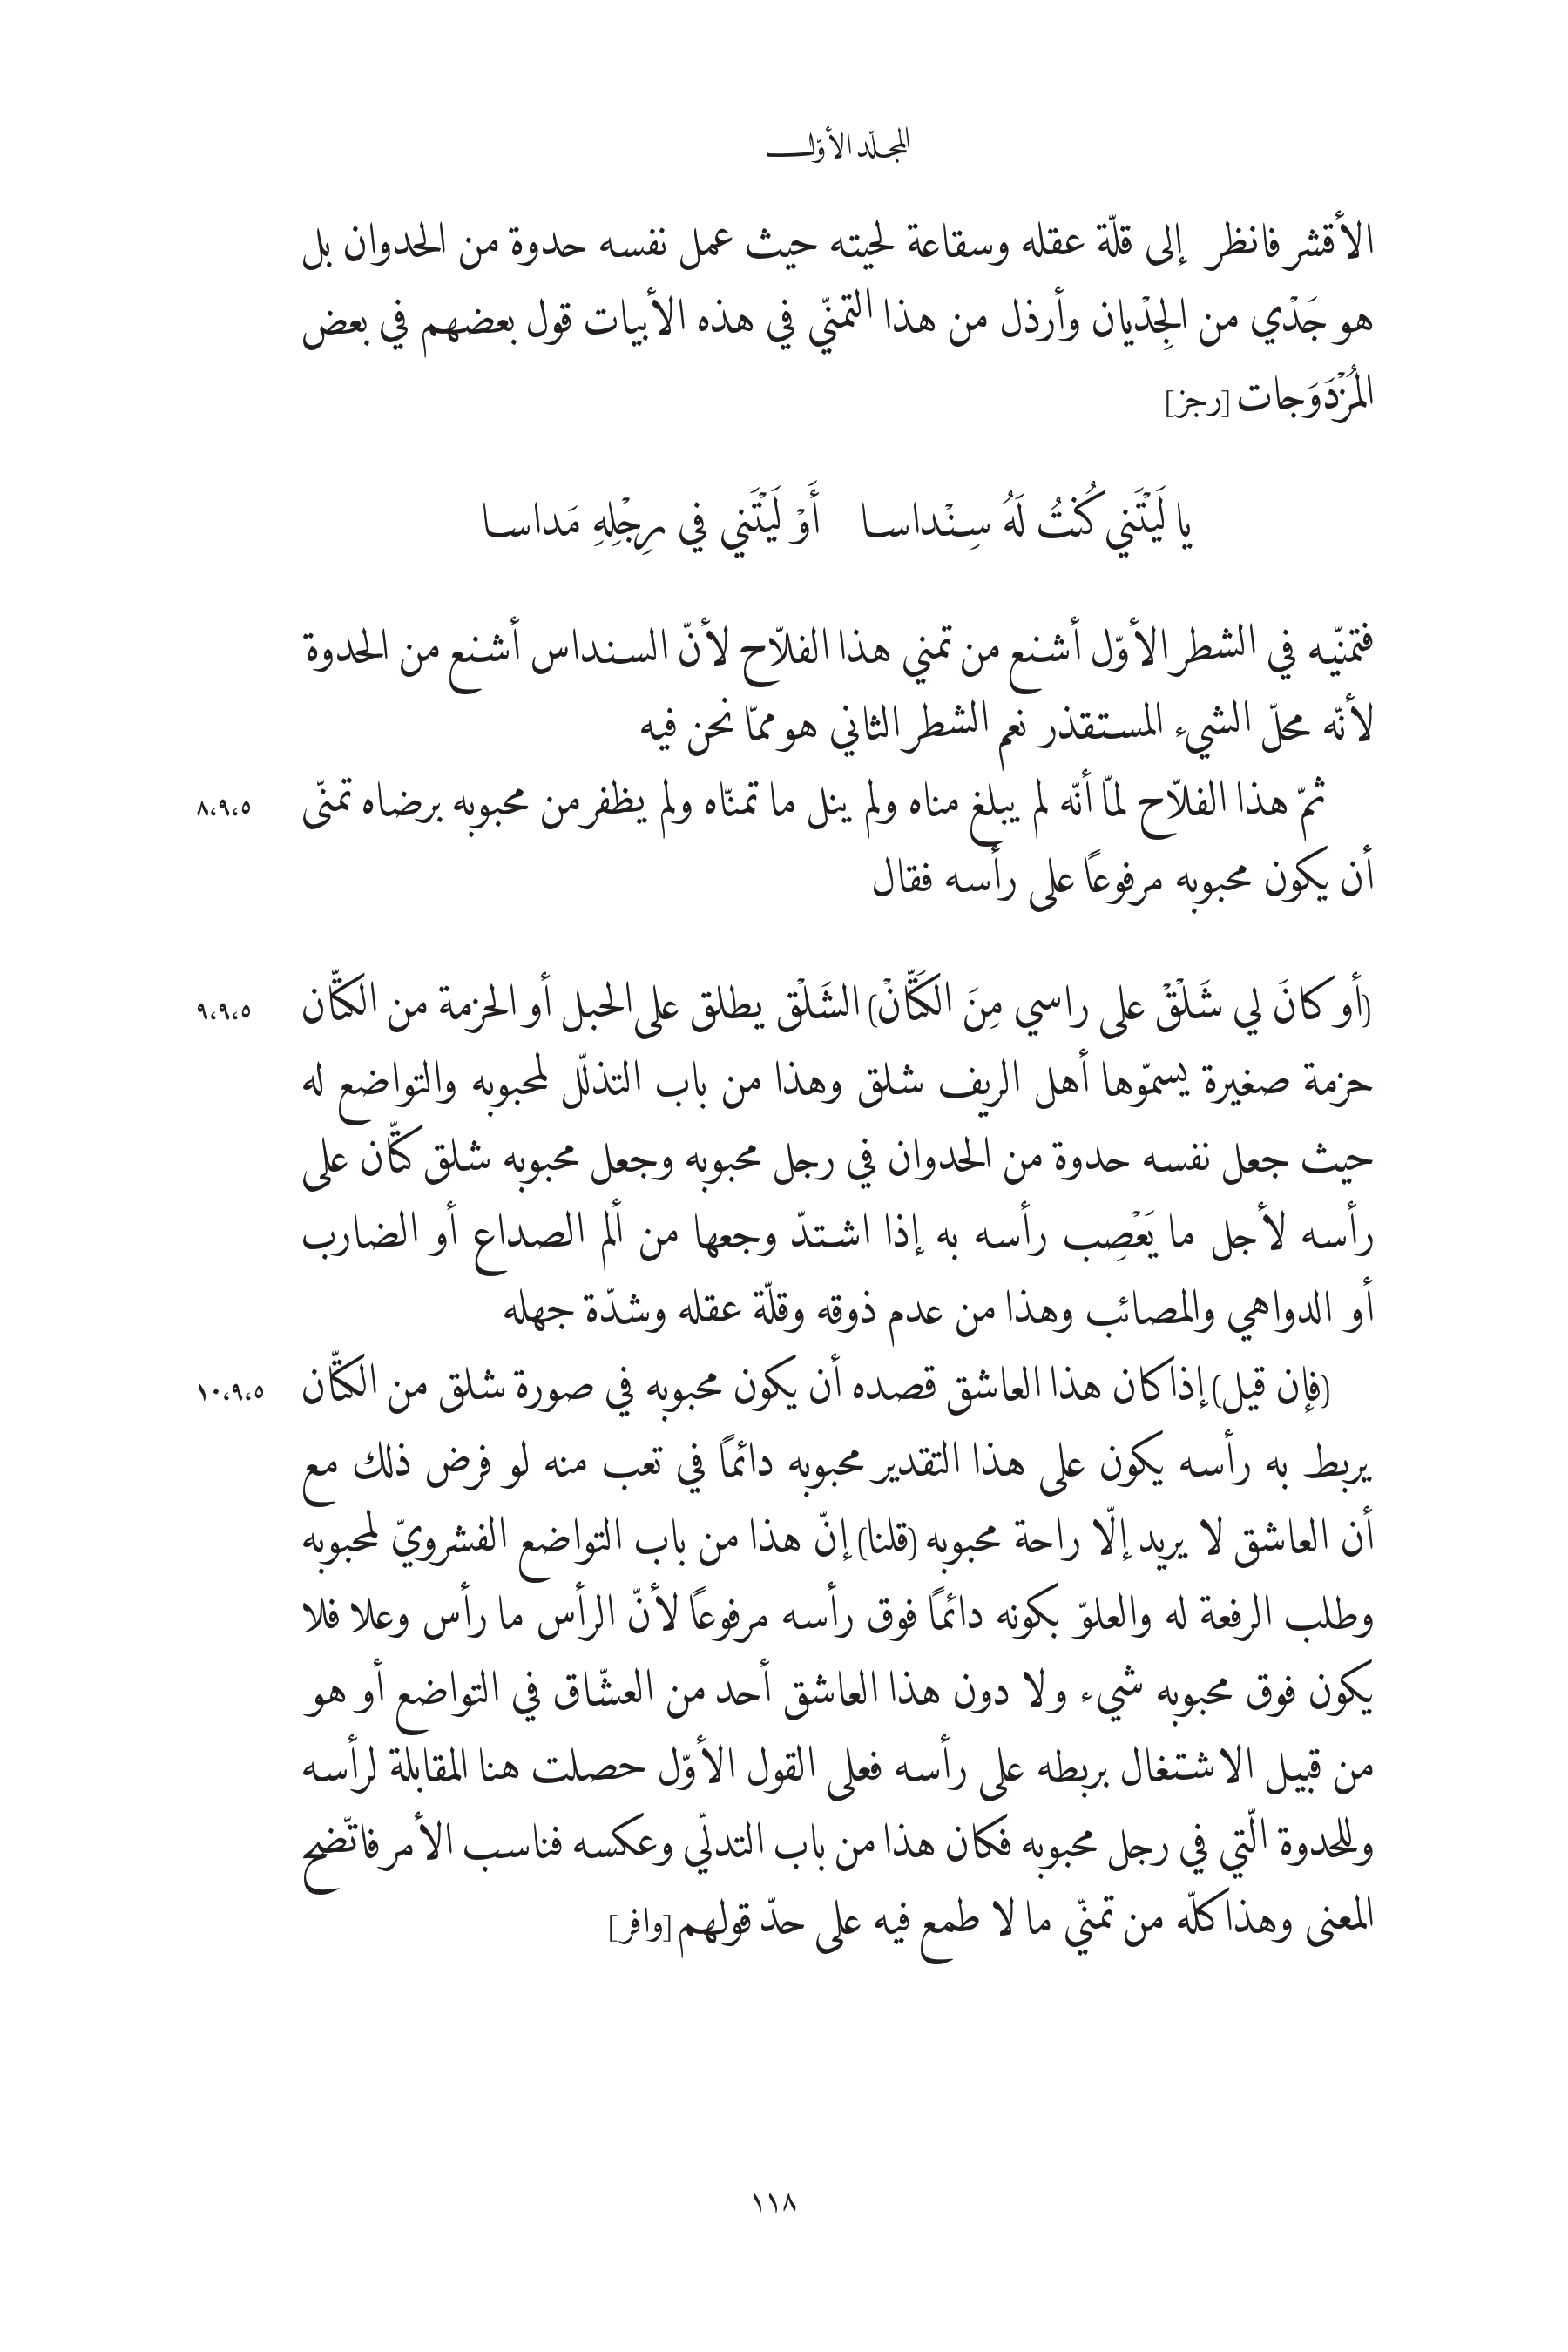 المجلّد الأوّل
الأقشر فانظر إلى قلّة عقله وسقاعة لحيته حيث عمل نفسه حدوة من الحدوان بل
هو جَدْي من الجِدْيان وأرذل من هذا التمنّي في هذه الأبيات قول بعضهم في بعض
المُزْدَوَجات [رجز]
يا لَيْتَني كُنْتُ لَهُ سِنْداسا أَوْ لَيْتَني في رِجْلِهِ مَداسا
فتمنّيه في الشطر الأوّل أشنع من تمني هذا الفلاّح لأنّ السنداس أشنع من الحدوة
لأنّه محلّ الشيء المستقذر نعم الشطر الثاني هو ممّا نحن فيه
ثمّ هذا الفلاّح لمّا أنّه لم يبلغ مناه ولم ينل ما تمنّاه ولم يظفر من محبوبه برضاه تمنّى ٨،٩،٥
أن يكون محبوبه مرفوعًا على رأسه فقال
(أو كانَ لي شَلْقْ على راسي مِنَ الكَتّانْ) الشَلْق يطلق على الحبل أو الحزمة من الكتّان ٩،٩،٥
حزمة صغيرة يسمّوها أهل الريف شلق وهذا من باب التذلّل لمحبوبه والتواضع له
حيث جعل نفسه حدوة من الحدوان في رجل محبوبه وجعل محبوبه شلق كتّان على
رأسه لأجل ما يَعْصِب رأسه به إذا اشتدّ وجعها من ألم الصداع أو الضارب
أو الدواهي والمصائب وهذا من عدم ذوقه وقلّة عقله وشدّة جهله
(فإن قيل) إذا كان هذا العاشق قصده أن يكون محبوبه في صورة شلق من الكتّان ١٠،٩،٥
يربط به رأسه يكون على هذا التقدير محبوبه دائمًا في تعب منه لو فرض ذلك مع
أن العاشق لا يريد إلّا راحة محبوبه (قلنا) إنّ هذا من باب التواضع الفشرويّ لمحبوبه
وطلب الرفعة له والعلوّ بكونه دائمًا فوق رأسه مرفوعًا لأنّ الرأس ما رأس وعلا فلا
يكون فوق محبوبه شيء ولا دون هذا العاشق أحد من العشّاق في التواضع أو هو
من قبيل الاشتغال بربطه على رأسه فعلى القول الأوّل حصلت هنا المقابلة لرأسه
وللحدوة الّتي في رجل محبوبه فكان هذا من باب التدلّي وعكسه فناسب الأمر فاتّضح
المعنى وهذا كلّه من تمنّي ما لا طمع فيه على حدّ قولهم [وافر]
١١٨